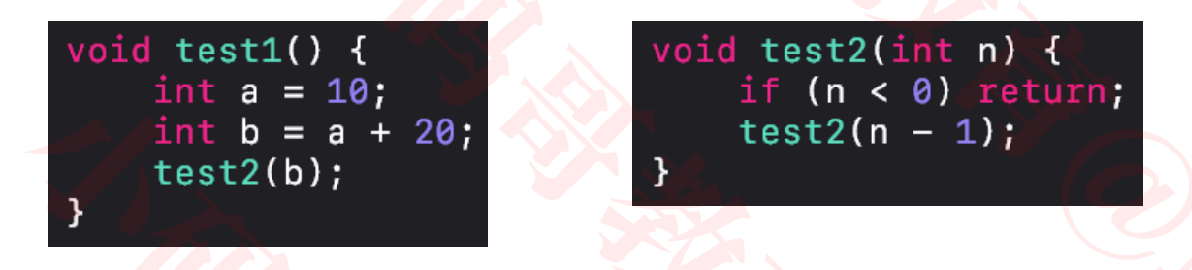 void test1() {
    int a = 10;
    int b = a + 20;
    test2(b);
}
void test2(int n) {
    if (n < 0) return;
    test2(n - 1);
}